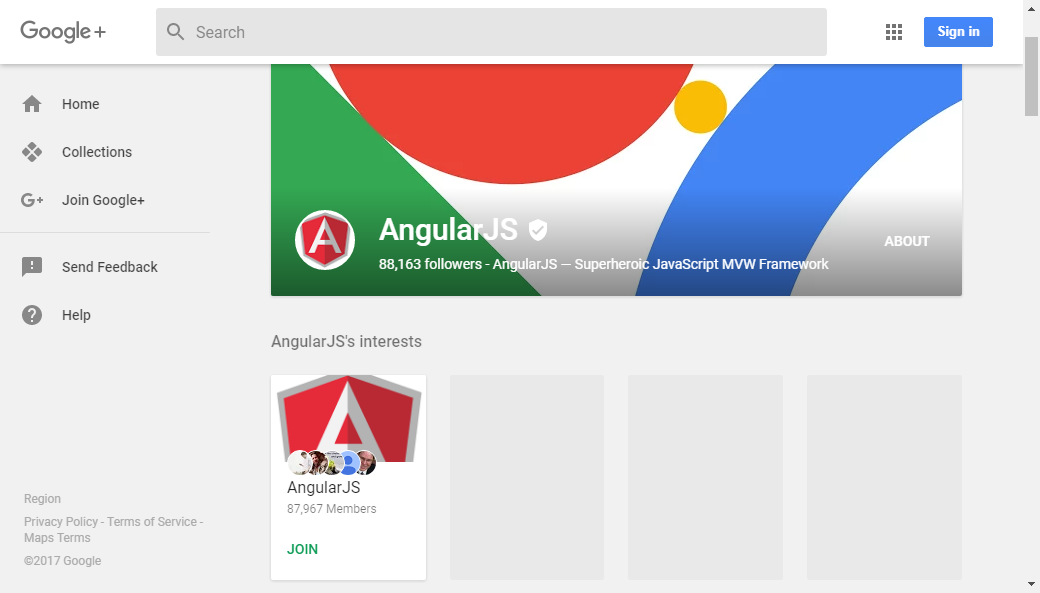 Google+
Search
Sign in
Home
Collections
Join Google+
Send Feedback
Help
AngularJS
88,163 followers - AngularJS — Superheroic JavaScript MVW Framework
ABOUT
AngularJS's interests
AngularJS
87,967 Members
JOIN
Region
Privacy Policy - Terms of Service -
Maps Terms
©2017 Google